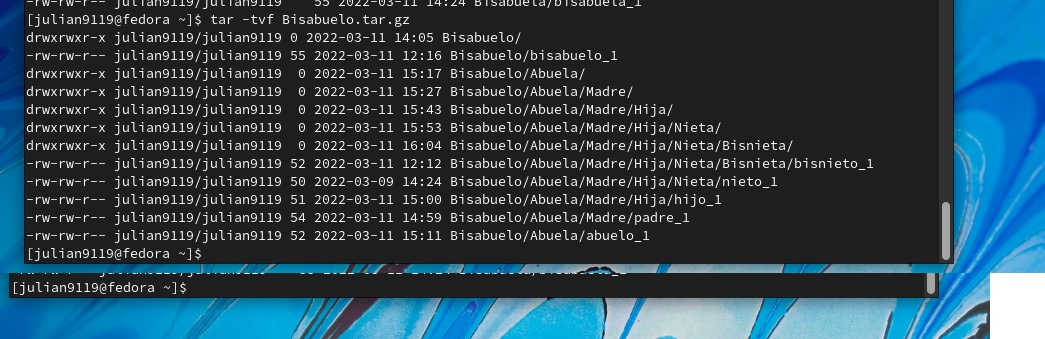 -rw-rw-r-- julian9119/julian9119    55 2022-03-11 14:24 Bisabuela/bisabuela_1
[julian9119@fedora ~]$ tar -tvf Bisabuelo.tar.gz
drwxrwxr-x julian9119/julian9119 0 2022-03-11 14:05 Bisabuelo/
-rw-rw-r-- julian9119/julian9119 55 2022-03-11 12:16 Bisabuelo/bisabuelo_1
drwxrwxr-x julian9119/julian9119  0 2022-03-11 15:17 Bisabuelo/Abuela/
drwxrwxr-x julian9119/julian9119  0 2022-03-11 15:27 Bisabuelo/Abuela/Madre/
drwxrwxr-x julian9119/julian9119  0 2022-03-11 15:43 Bisabuelo/Abuela/Madre/Hija/
drwxrwxr-x julian9119/julian9119  0 2022-03-11 15:53 Bisabuelo/Abuela/Madre/Hija/Nieta/
drwxrwxr-x julian9119/julian9119  0 2022-03-11 16:04 Bisabuelo/Abuela/Madre/Hija/Nieta/Bisnieta/
-rw-rw-r-- julian9119/julian9119 52 2022-03-11 12:12 Bisabuelo/Abuela/Madre/Hija/Nieta/Bisnieta/bisnieto_1
-rw-rw-r-- julian9119/julian9119 50 2022-03-09 14:24 Bisabuelo/Abuela/Madre/Hija/Nieta/nieto_1
-rw-rw-r-- julian9119/julian9119 51 2022-03-11 15:00 Bisabuelo/Abuela/Madre/Hija/hijo_1
-rw-rw-r-- julian9119/julian9119 54 2022-03-11 14:59 Bisabuelo/Abuela/Madre/padre_1
-rw-rw-r-- julian9119/julian9119 52 2022-03-11 15:11 Bisabuelo/Abuela/abuelo_1
[julian9119@fedora ~]$
[julian9119@fedora ~]$